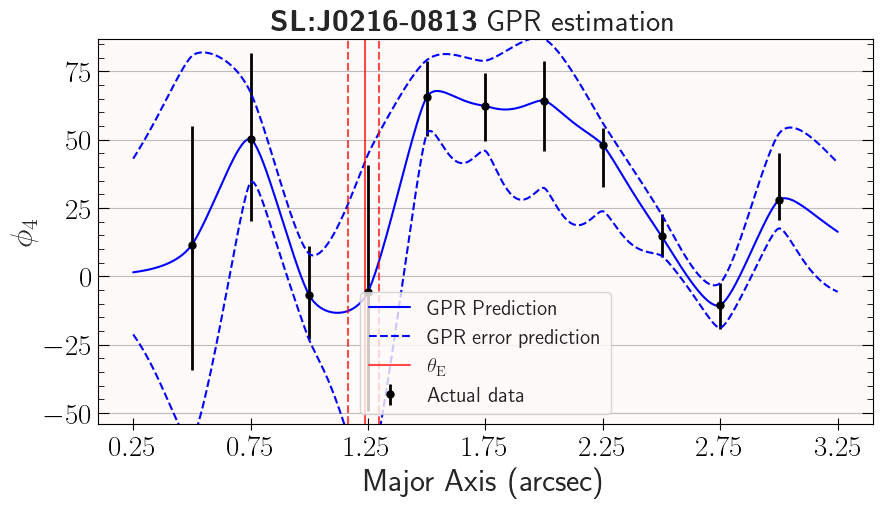 SL:J0216-0813 GPR estimation
75
50
25
0
−25
−50
ϕ4
GPR Prediction
GPR error prediction
θE
Actual data
0.25 0.75 1.25 1.75 2.25 2.75 3.25
Major Axis (arcsec)